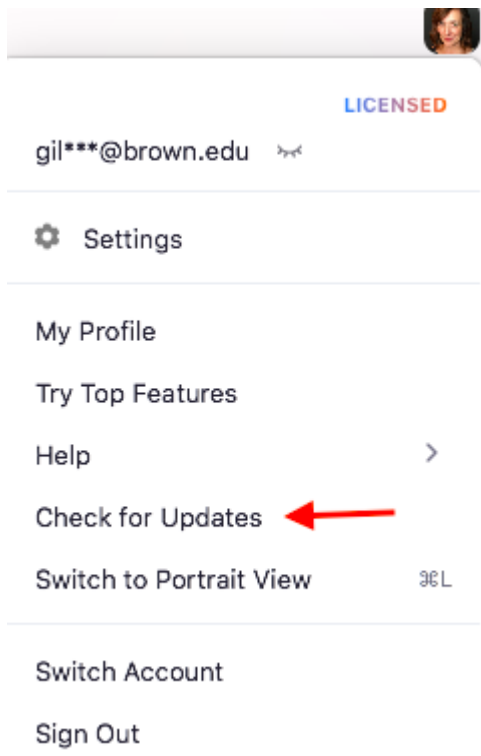 LICENSED
gil***@brown.edu
Settings
My Profile
Try Top Features
Help
Check for Updates
Switch to Portrait View ⌘L
Switch Account
Sign Out